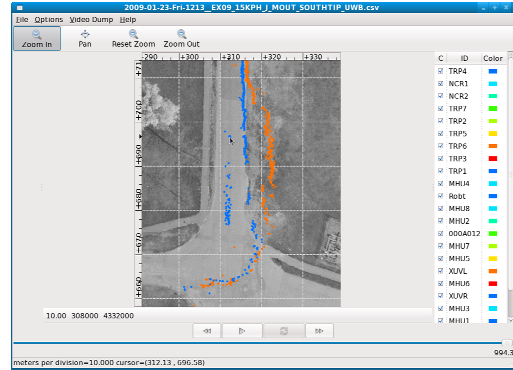 2009-01-23-Fri-1213__EX09_15KPH_J_MOUT_SOUTHTIP_UWB.csv
File Options Video Dump Help
Zoom In Pan Reset Zoom Zoom Out
+290 +300 +310 +320 +330
+71
+700
+690
+680
+670
+660
C ID Color
TRP4
NCR1
NCR2
TRP7
TRP2
TRP5
TRP6
TRP3
TRP1
MHU4
Robt
MHU8
MHU2
000A012
MHU7
MHU5
XUVL
MHU6
XUVR
MHU3
MHU1
10.00 308000 4332000
994.3
meters per division=10.000 cursor=(312.13 , 696.58)